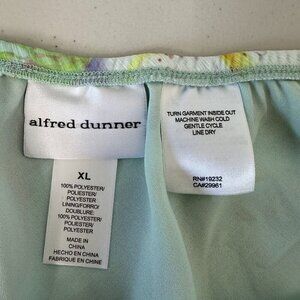 alfred dunner
XL
100% POLYESTER/
POLIESTER/
POLYESTER
LINING/FORRO/
DOUBLURE:
100% POLYESTER/
POLIESTER/
POLYESTER
MADE IN
CHINA
HECHO EN CHINA
FABRIQUÉ EN CHINE
TURN GARMENT INSIDE OUT
MACHINE WASH COLD
GENTLE CYCLE
LINE DRY
RN#19232
CA#29961